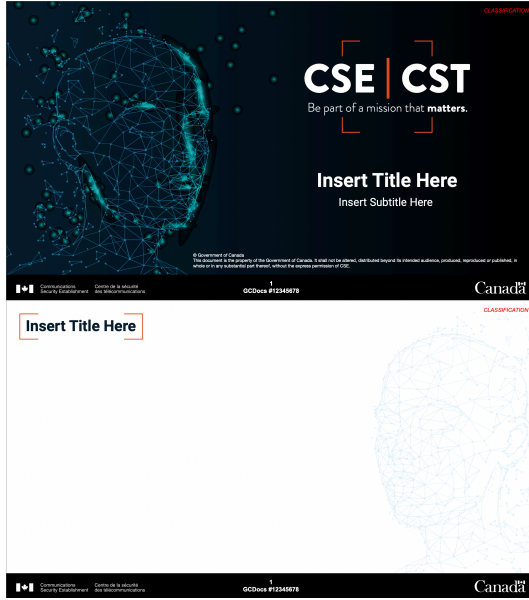 CLASSIFICATION
CSE | CST
Be part of a mission that matters.
Insert Title Here
Insert Subtitle Here
© Government of Canada
This document is the property of the Government of Canada. It shall not be altered, distributed beyond its intended audience, produced, reproduced or published, in
whole or in any substantial part thereof, without the express permission of CSE.
Communications Centre de la sécurité
Security Establishment des télécommunications
1
GCDocs #12345678
Canada
CLASSIFICATION
Insert Title Here
Communications Centre de la sécurité
Security Establishment des télécommunications
1
GCDocs #12345678
Canada